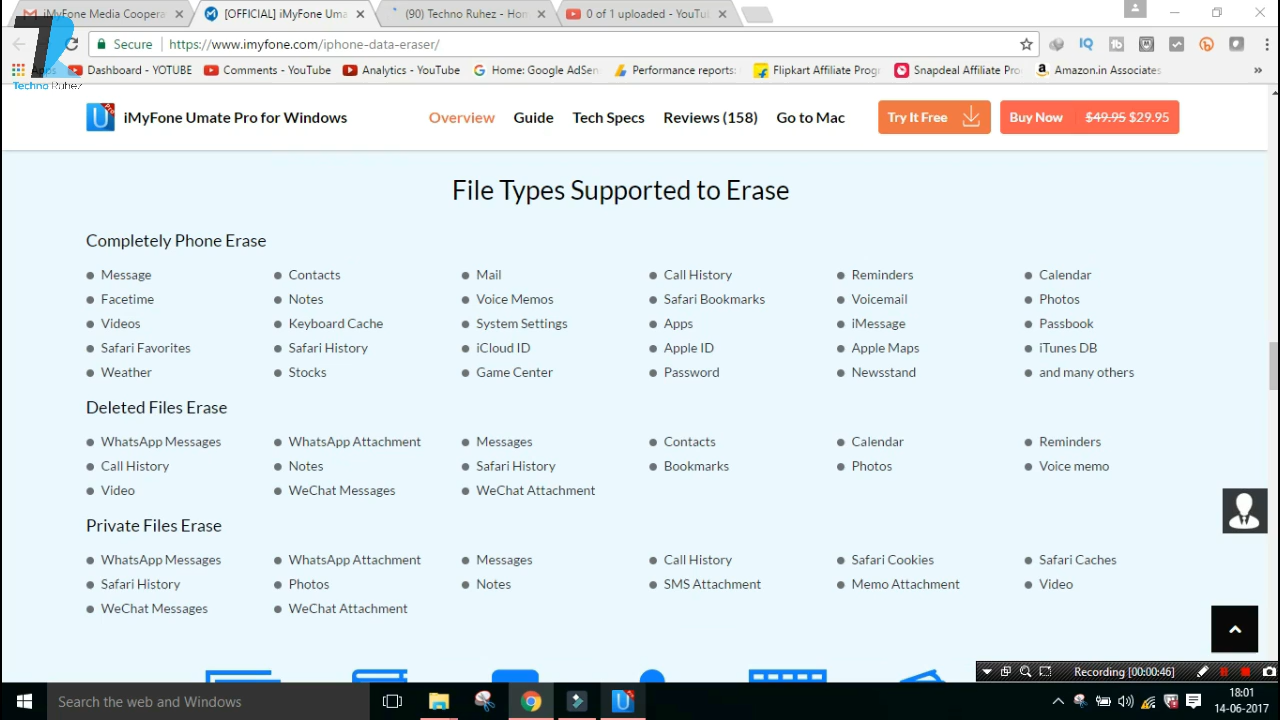 iMyFone Media Coopera
[OFFICIAL] iMyFone Uma
(90) Techno Ruhez - Hom
0 of 1 uploaded - YouTu
Secure https://www.imyfone.com/iphone-data-eraser/
Dashboard - YOTUBE Comments - YouTube Analytics - YouTube Home: Google AdSen Performance reports Flipkart Affiliate Progr Snapdeal Affiliate Pro Amazon.in Associates
Techno Ruhez
iMyFone Umate Pro for Windows Overview Guide Tech Specs Reviews (158) Go to Mac Try It Free Buy Now $49.95 $29.95
File Types Supported to Erase
Completely Phone Erase
Message Contacts Mail Call History Reminders Calendar
Facetime Notes Voice Memos Safari Bookmarks Voicemail Photos
Videos Keyboard Cache System Settings Apps iMessage Passbook
Safari Favorites Safari History iCloud ID Apple ID Apple Maps iTunes DB
Weather Stocks Game Center Password Newsstand and many others
Deleted Files Erase
WhatsApp Messages WhatsApp Attachment Messages Contacts Calendar Reminders
Call History Notes Safari History Bookmarks Photos Voice memo
Video WeChat Messages WeChat Attachment
Private Files Erase
WhatsApp Messages WhatsApp Attachment Messages Call History Safari Cookies Safari Caches
Safari History Photos Notes SMS Attachment Memo Attachment Video
WeChat Messages WeChat Attachment
Recording [00:00:46]
Search the web and Windows
18:01
14-06-2017